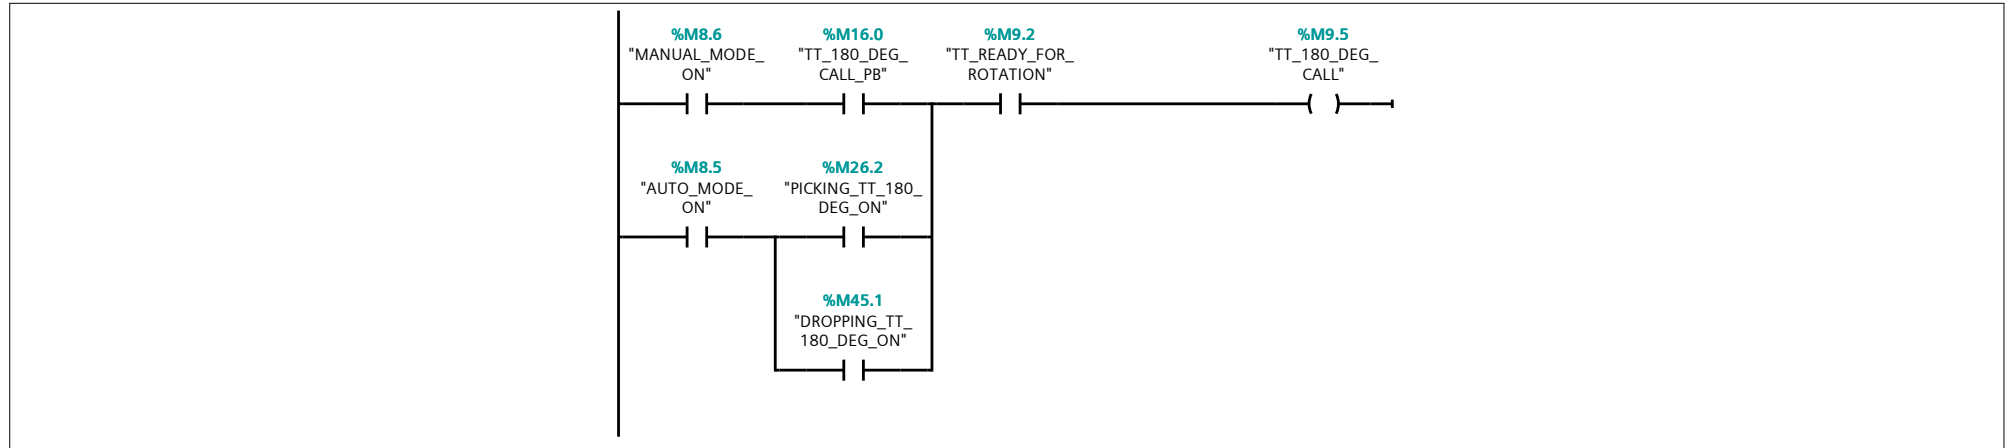 %M8.6
"MANUAL_MODE_
ON"
%M16.0
"TT_180_DEG_
CALL_PB"
%M9.2
"TT_READY_FOR_
ROTATION"
%M9.5
"TT_180_DEG_
CALL"
%M8.5
"AUTO_MODE_
ON"
%M26.2
"PICKING_TT_180_
DEG_ON"
%M45.1
"DROPPING_TT_
180_DEG_ON"